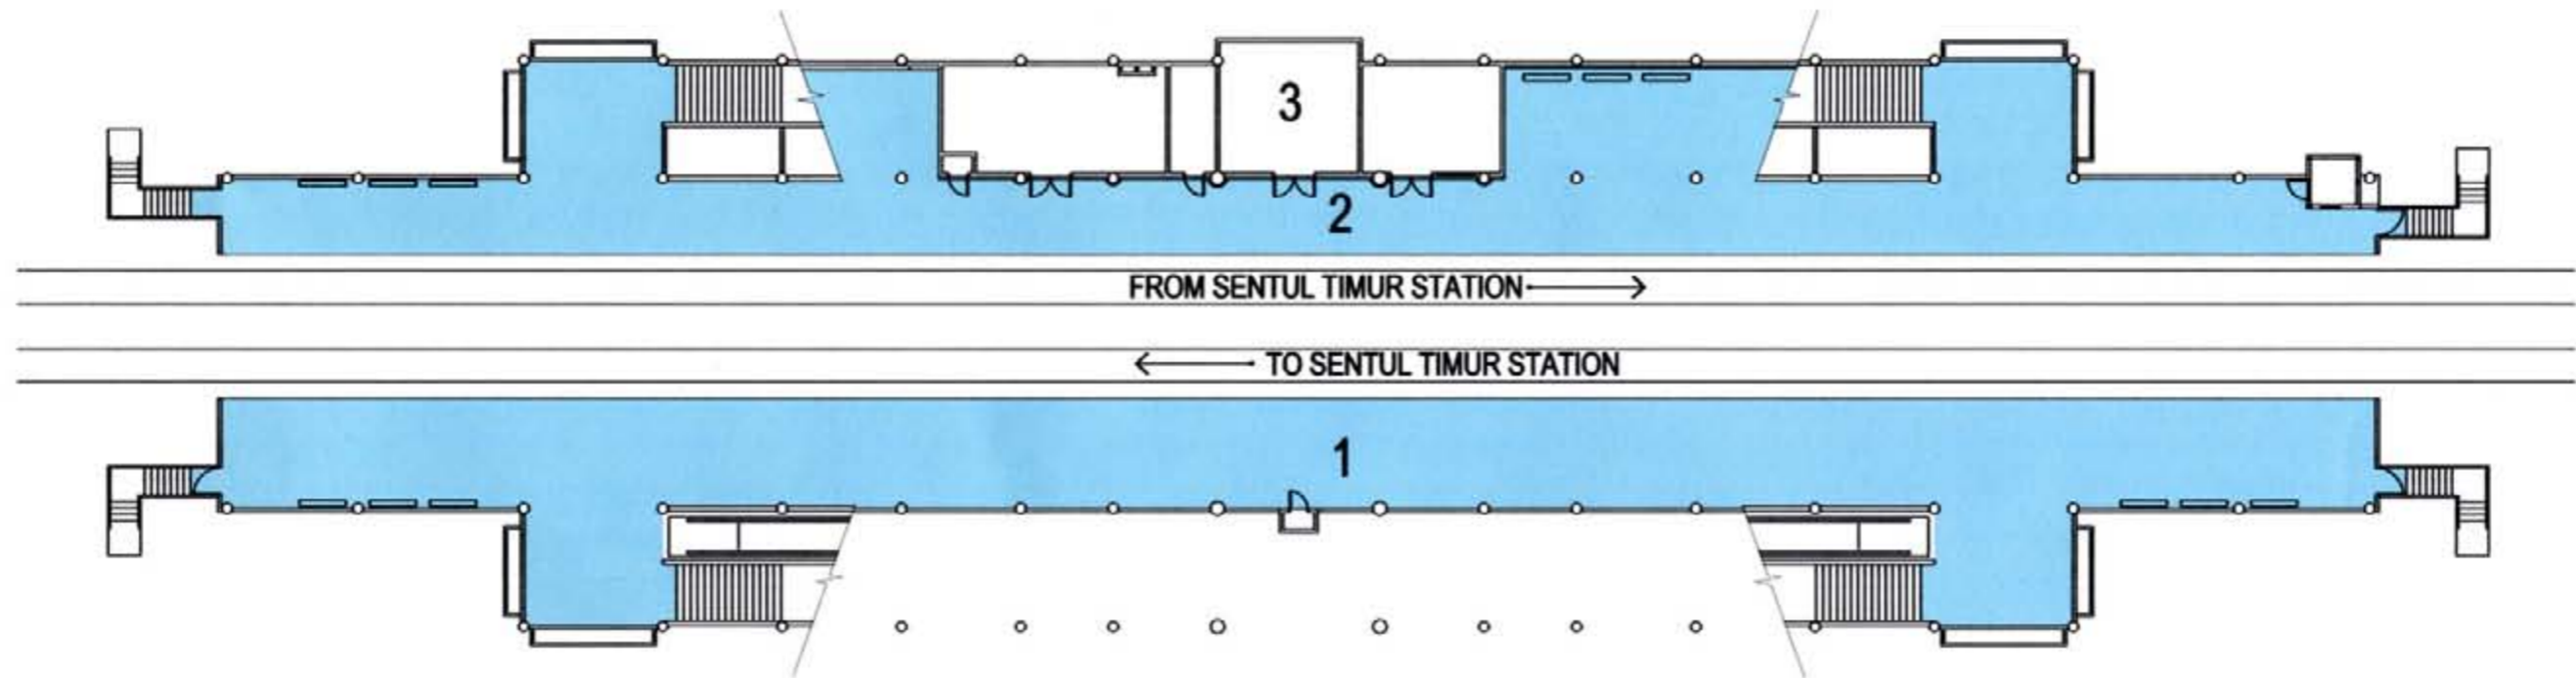 3
2
FROM SENTUL TIMUR STATION
TO SENTUL TIMUR STATION
1